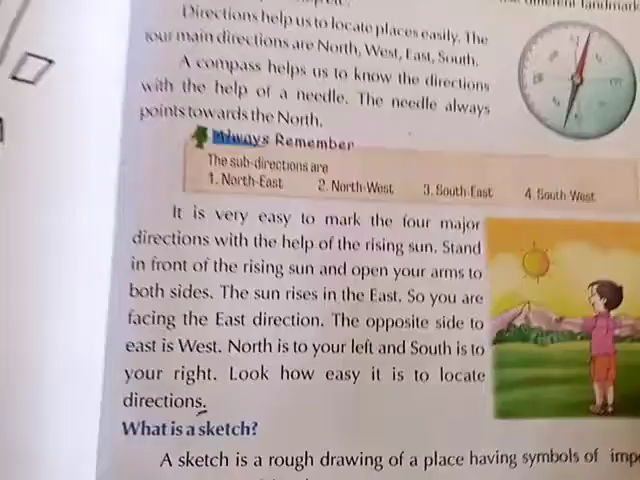 Directions help us to locate places easily. The
four main directions are North, West, East, South.
A compass helps us to know the directions
with the help of a needle. The needle always
points towards the North.
Always Remember
The sub-directions are
1. North-East 2. North-West 3. South-East 4. South-West
It is very easy to mark the four major
directions with the help of the rising sun. Stand
in front of the rising sun and open your arms to
both sides. The sun rises in the East. So you are
facing the East direction. The opposite side to
east is West. North is to your left and South is to
your right. Look how easy it is to locate
directions.
What is a sketch?
A sketch is a rough drawing of a place having symbols of